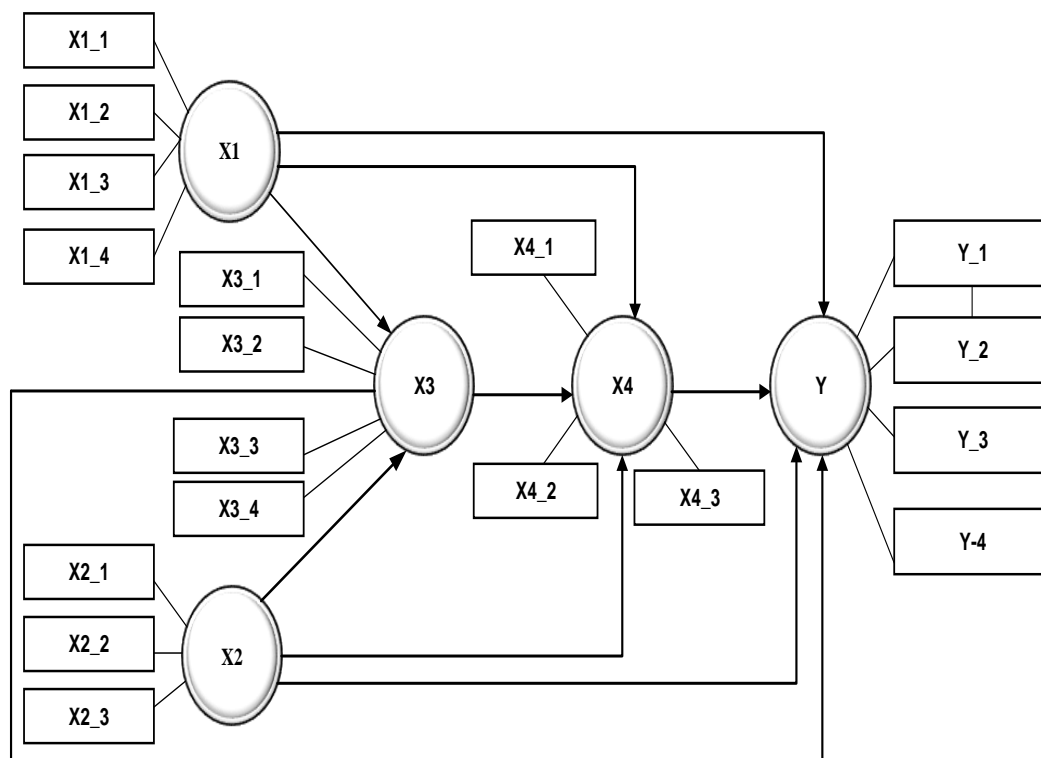 X1_1
X1_2
X1_3
X1_4
X1
X3_1
X3_2
X3_3
X3_4
X3
X2_1
X2_2
X2_3
X2
X4_1
X4
X4_2
X4_3
Y
Y_1
Y_2
Y_3
Y-4